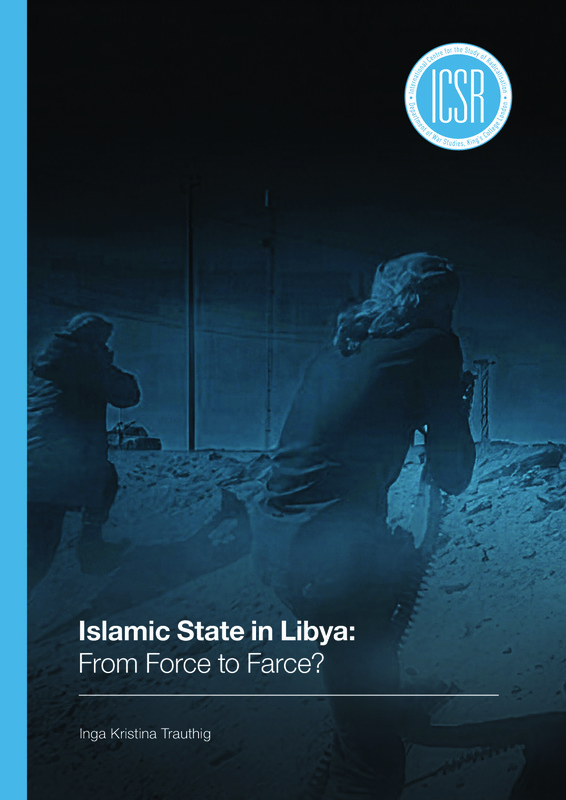 International Centre for the Study of Radicalisation
ICSR
Department of War Studies, King's College London
Islamic State in Libya:
From Force to Farce?
Inga Kristina Trauthig